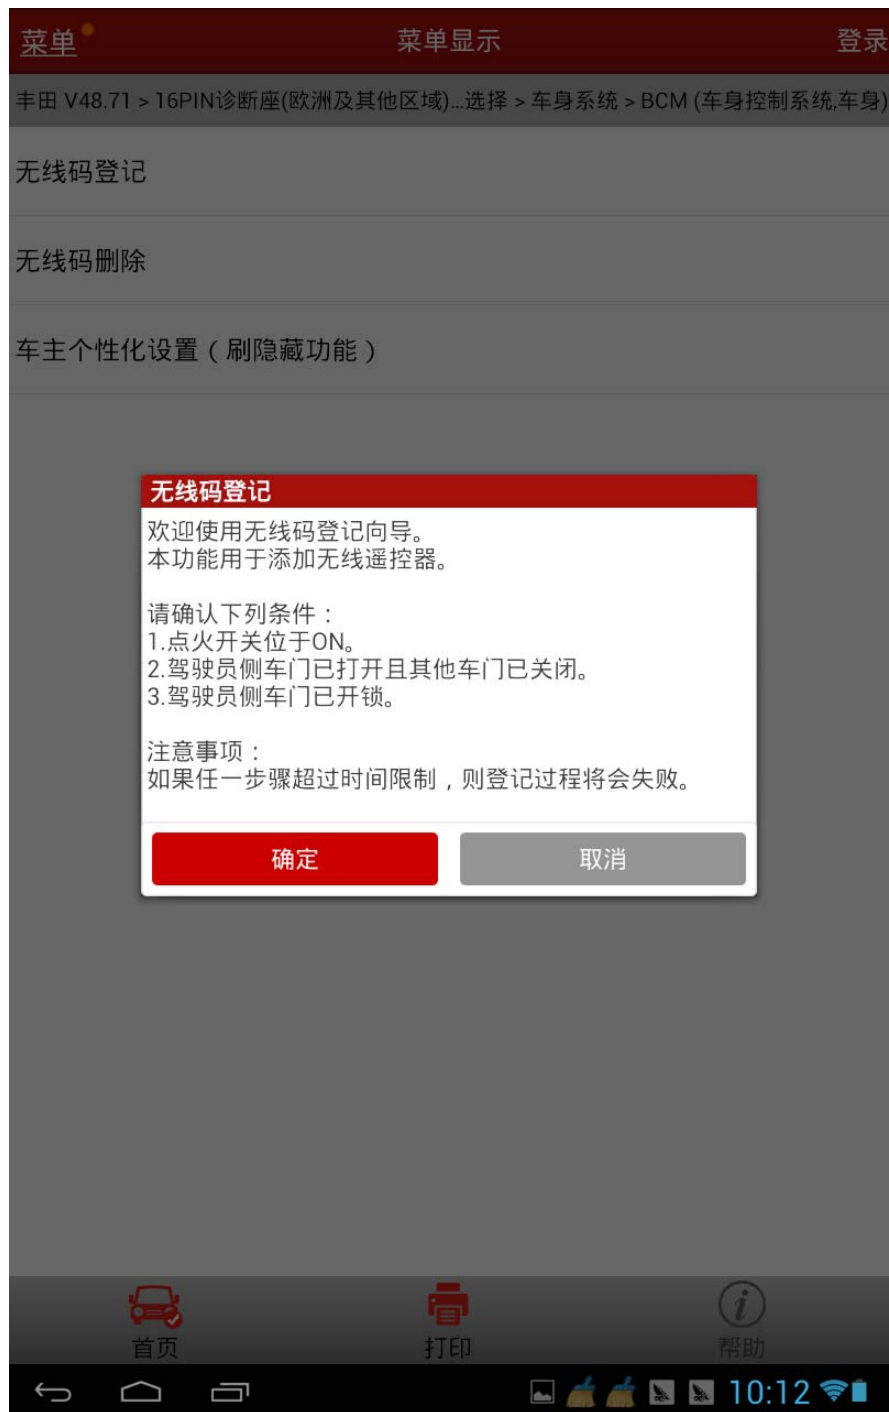 菜单
菜单显示
登录
丰田 V48.71 > 16PIN诊断座(欧洲及其他区域)...选择 > 车身系统 > BCM (车身控制系统,车身)
无线码登记
无线码删除
车主个性化设置（刷隐藏功能）
无线码登记
欢迎使用无线码登记向导。
本功能用于添加无线遥控器。
请确认下列条件：
1.点火开关位于ON。
2.驾驶员侧车门已打开且其他车门已关闭。
3.驾驶员侧车门已开锁。
注意事项：
如果任一步骤超过时间限制，则登记过程将会失败。
确定
取消
首页
打印
帮助
10:12